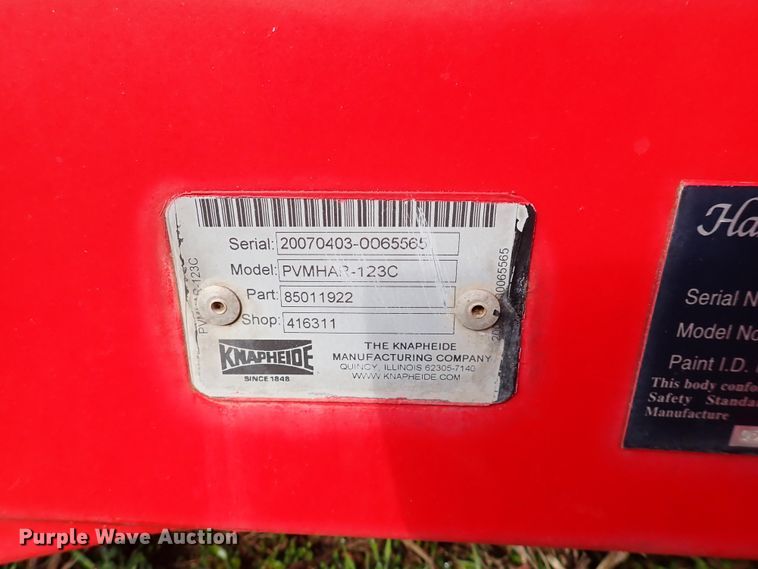 Serial: 20070403-0065565
Model: PVMHAR-123C
Part: 85011922
Shop: 416311
KNAPHEIDE
SINCE 1848
THE KNAPHEIDE
MANUFACTURING COMPANY
QUINCY, ILLINOIS 62305-7140
WWW.KNAPHEIDE.COM
PVMHAR-123C
0065565
Ha
Serial N
Model No
Paint I.D.
This body confo
Safety Standa
Manufacture
Purple Wave Auction